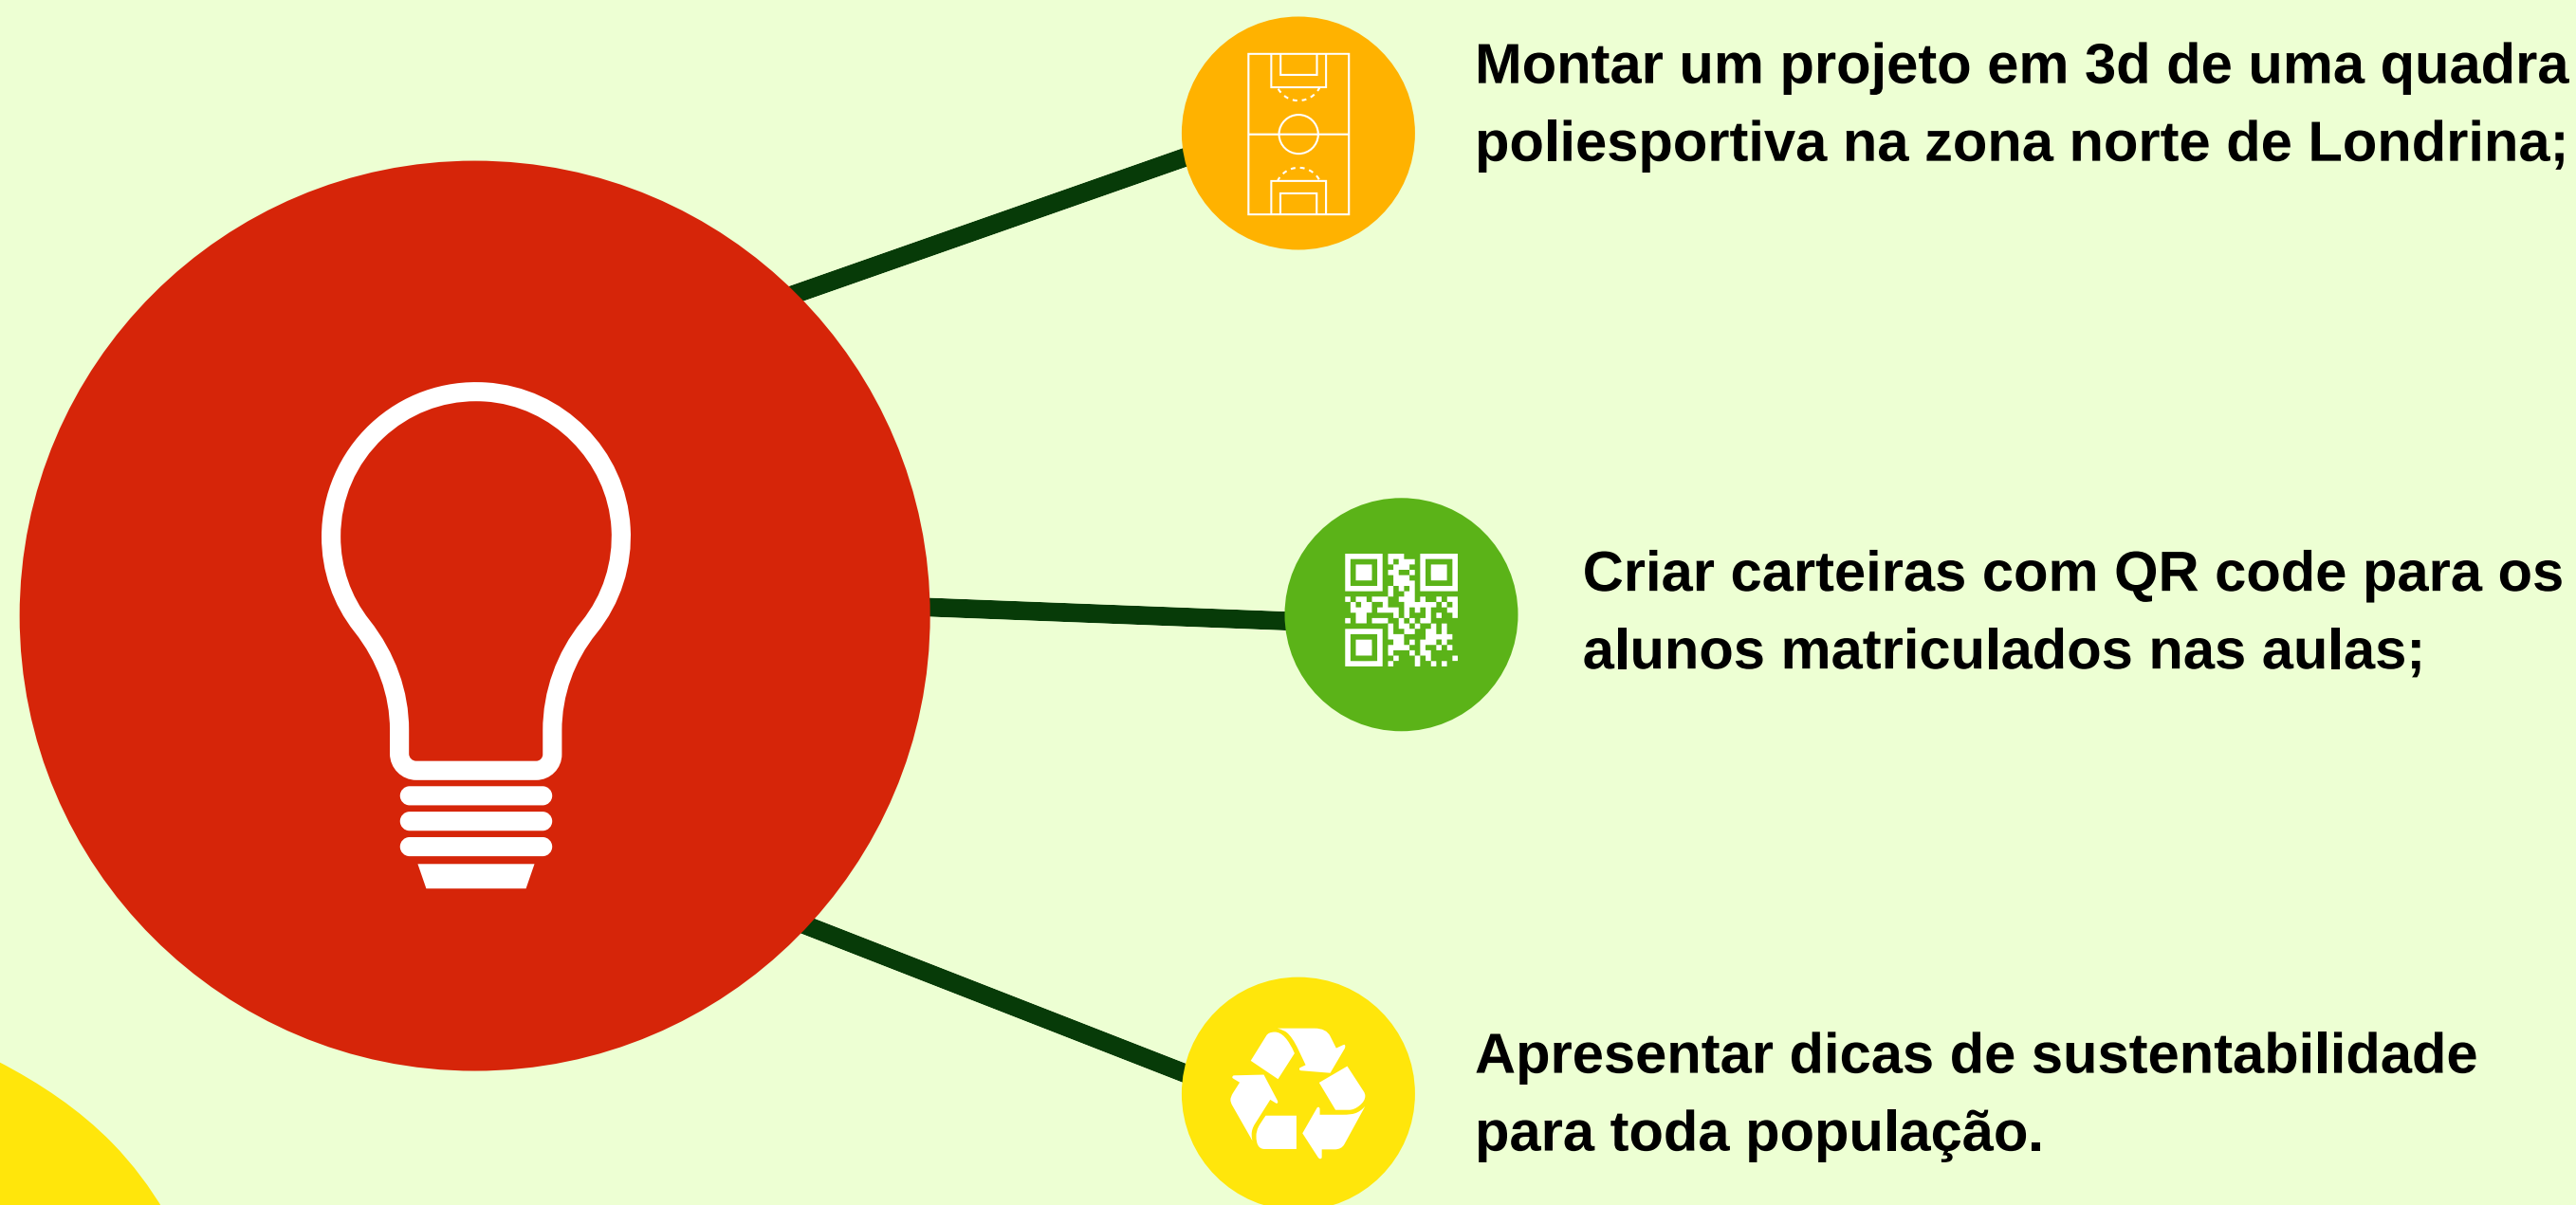 Montar um projeto em 3d de uma quadra
poliesportiva na zona norte de Londrina;
Criar carteiras com QR code para os
alunos matriculados nas aulas;
Apresentar dicas de sustentabilidade
para toda população.